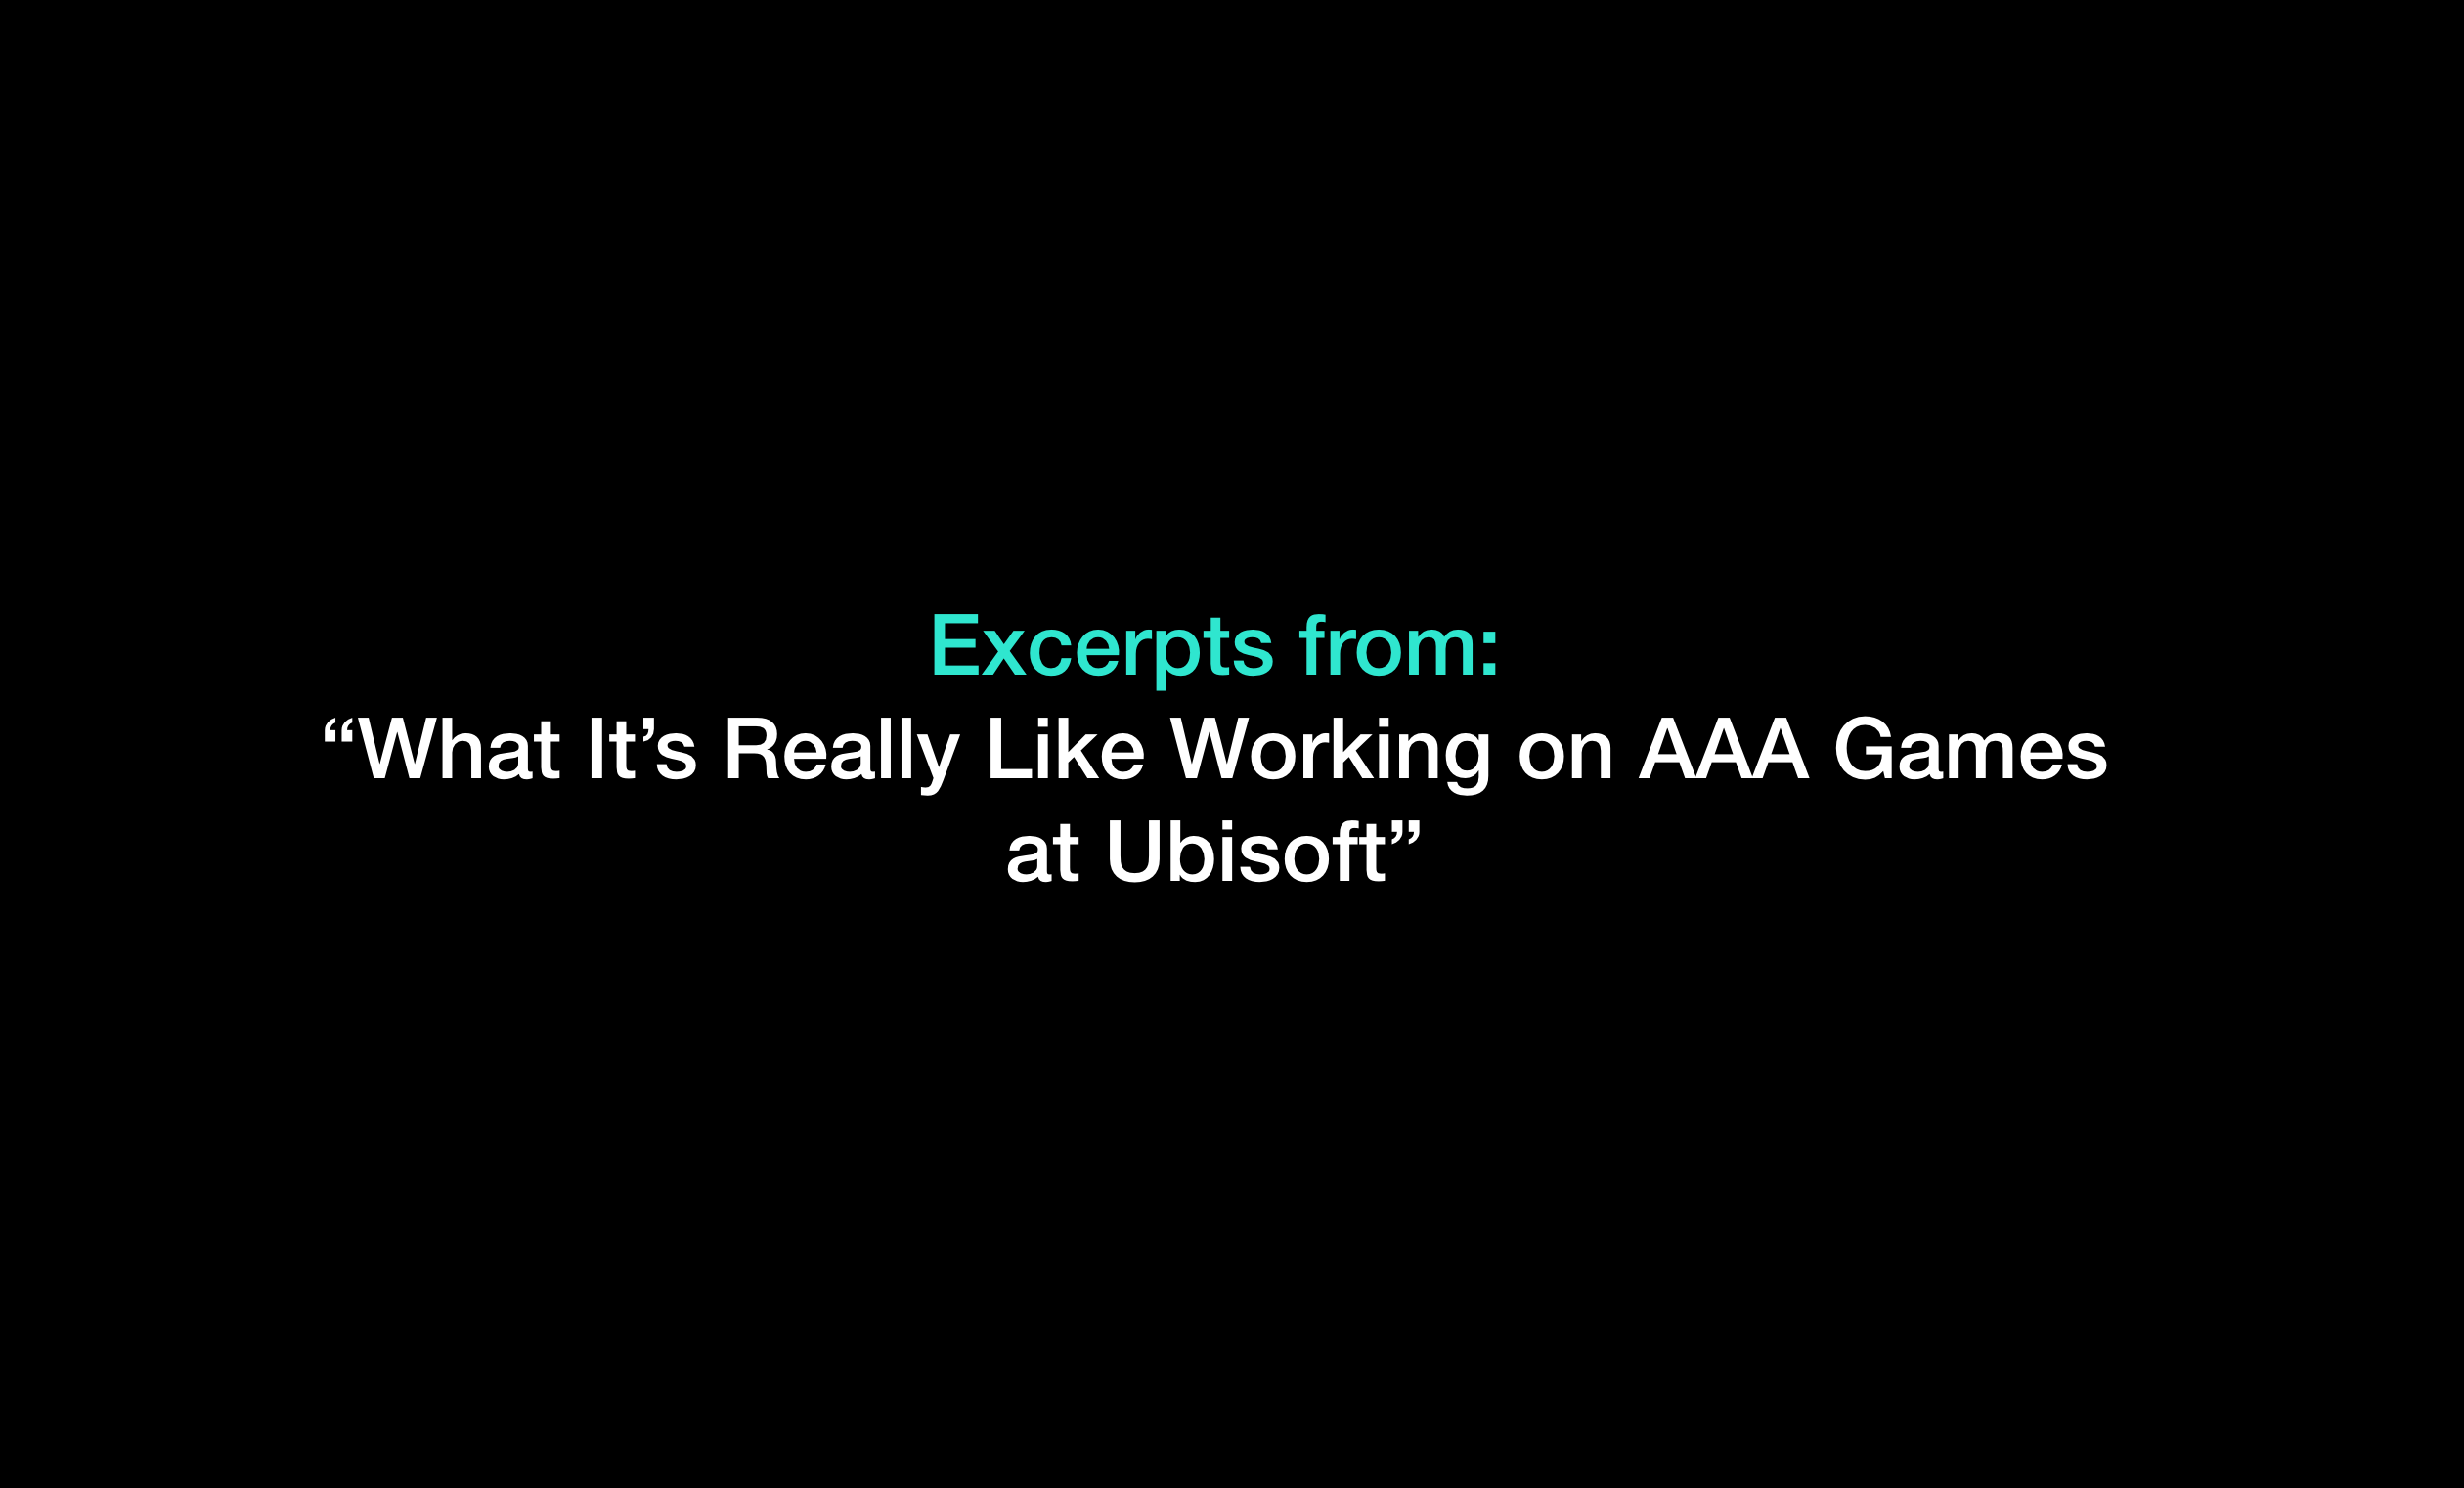 Excerpts from:
“What It’s Really Like Working on AAA Games
at Ubisoft”